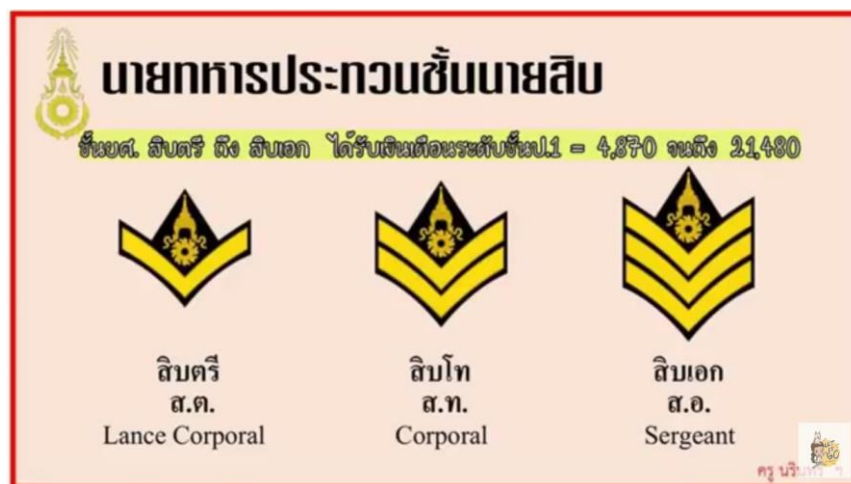 นายทหารประทวนชั้นนายสิบ
ชั้นยศ. สิบตรี ถึง สิบเอก ได้รับเงินเดือนระดับชั้นป.1 = 4,870 จนถึง 21,480
สิบตรี สิบโท สิบเอก
ส.ต. ส.ท. ส.อ.
Lance Corporal Corporal Sergeant
ครู